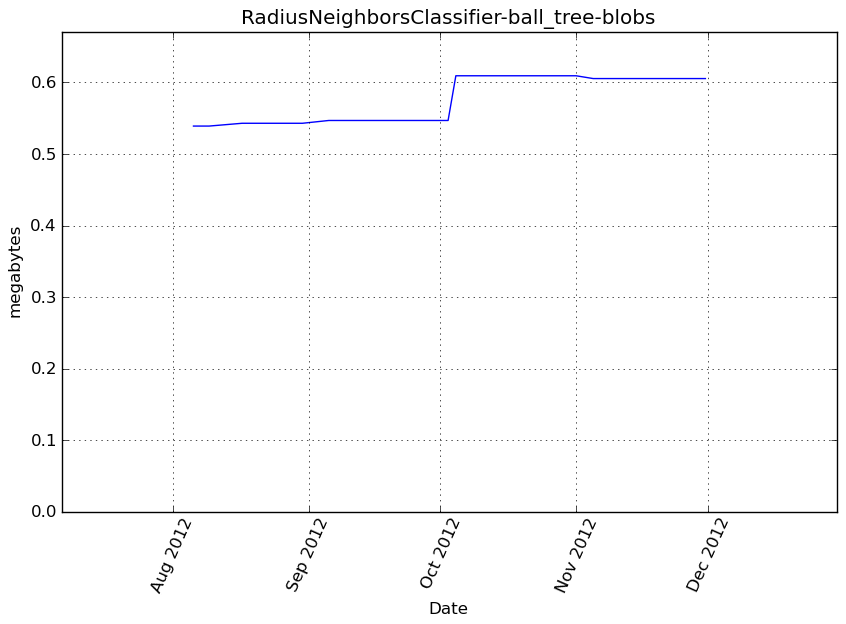 RadiusNeighborsClassifier-ball_tree-blobs
0.6
0.5
0.4
0.3
0.2
0.1
0.0
megabytes
Aug 2012
Sep 2012
Oct 2012
Nov 2012
Dec 2012
Date